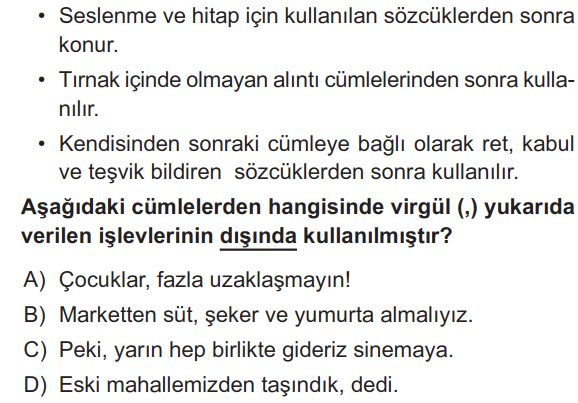 • Seslenme ve hitap için kullanılan sözcüklerden sonra
konur.
• Tırnak içinde olmayan alıntı cümlelerinden sonra kulla-
nılır.
• Kendisinden sonraki cümleye bağlı olarak ret, kabul
ve teşvik bildiren sözcüklerden sonra kullanılır.
Aşağıdaki cümlelerden hangisinde virgül (,) yukarıda
verilen işlevlerinin dışında kullanılmıştır?
A) Çocuklar, fazla uzaklaşmayın!
B) Marketten süt, şeker ve yumurta almalıyız.
C) Peki, yarın hep birlikte gideriz sinemaya.
D) Eski mahallemizden taşındık, dedi.